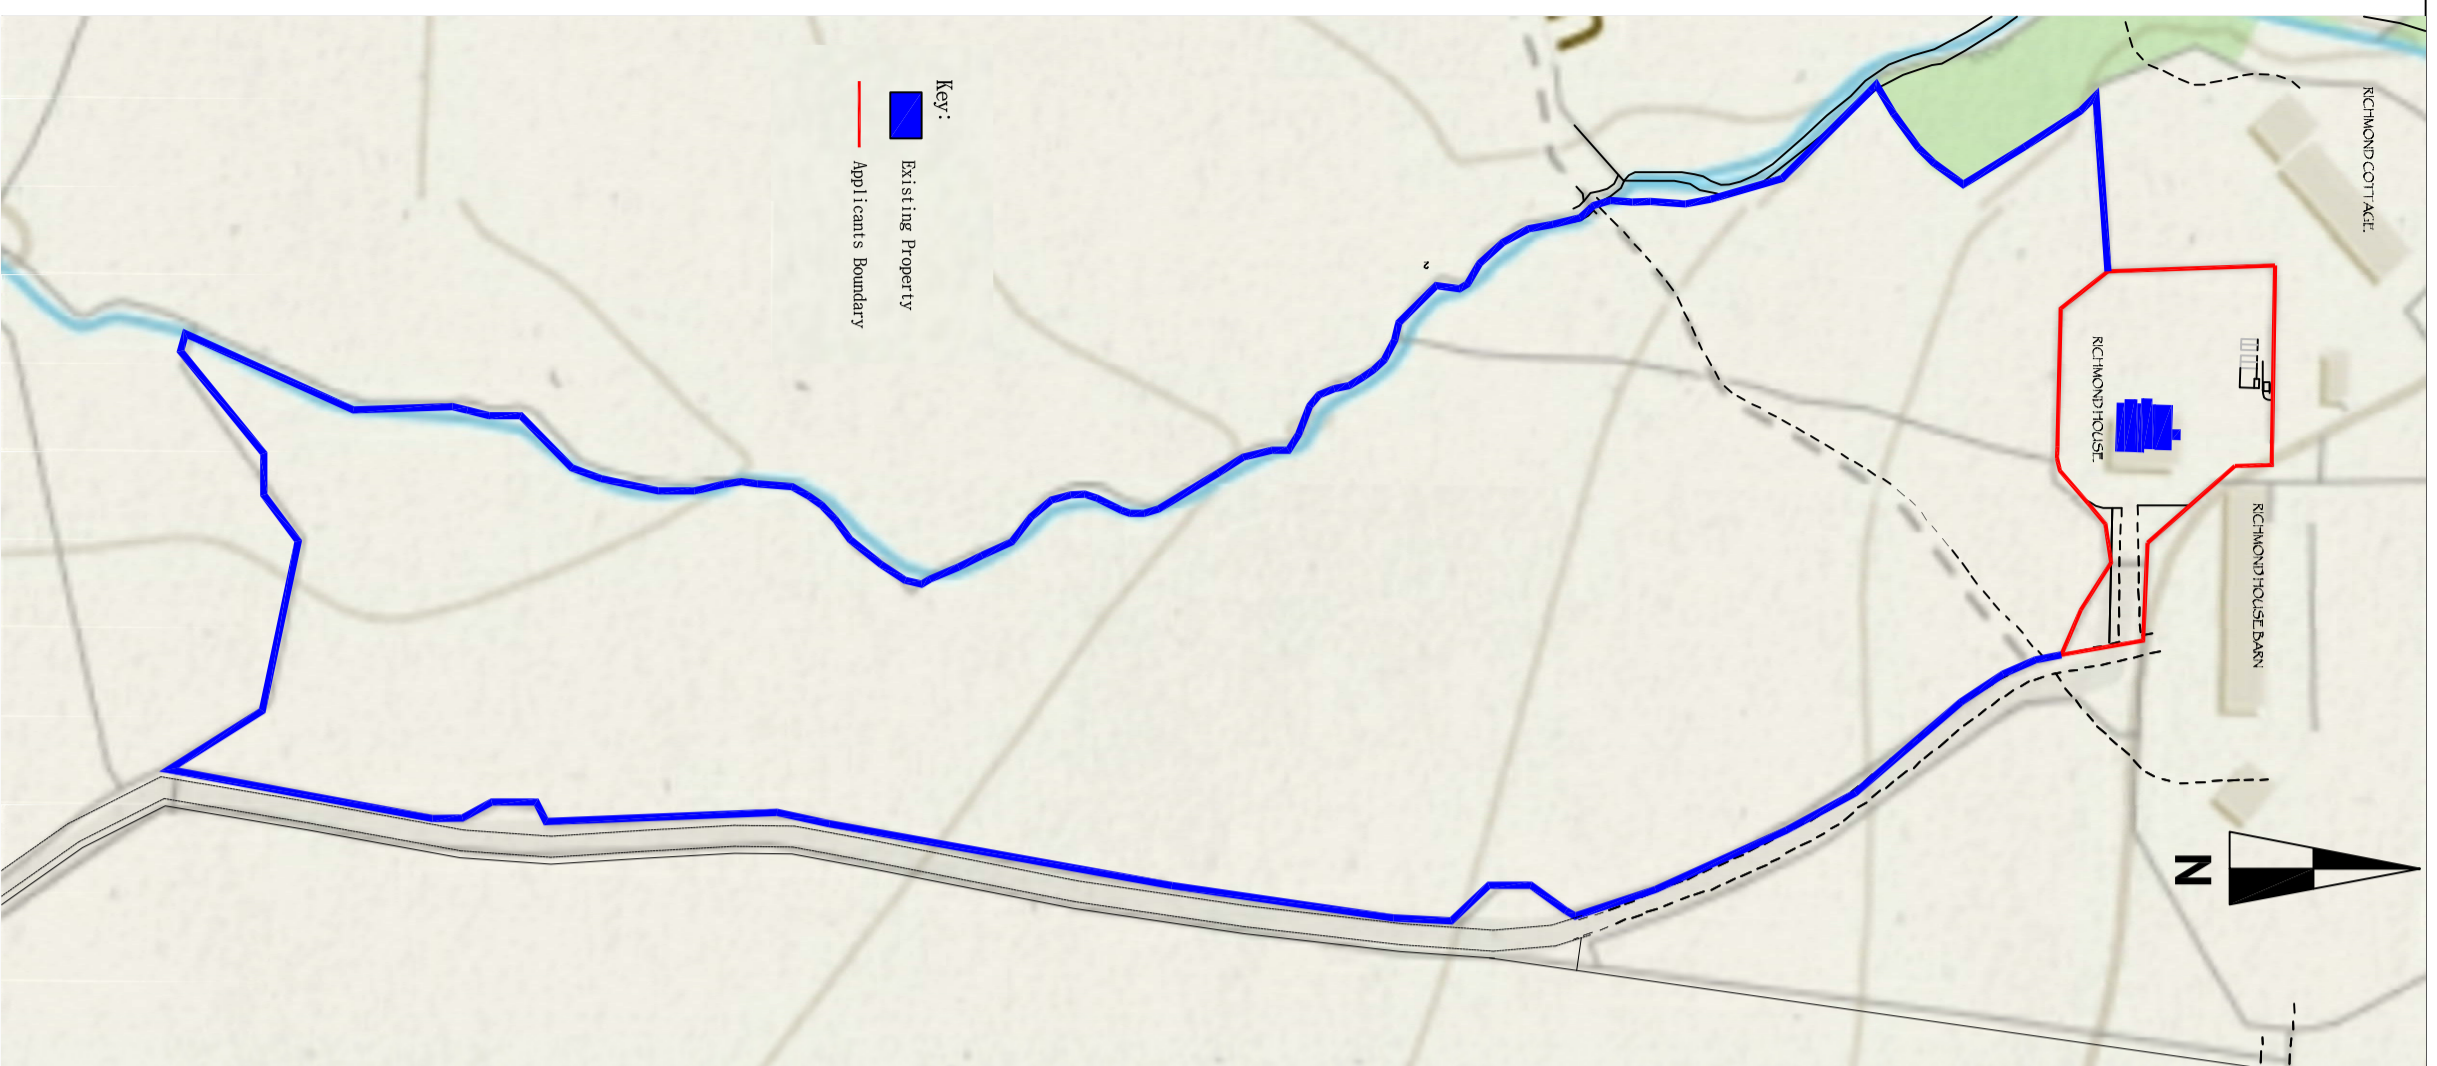 Key:
Existing Property
Applicants Boundary
RICHMOND COTTAGE
RICHMOND HOUSE
RICHMOND HOUSE BARN
N